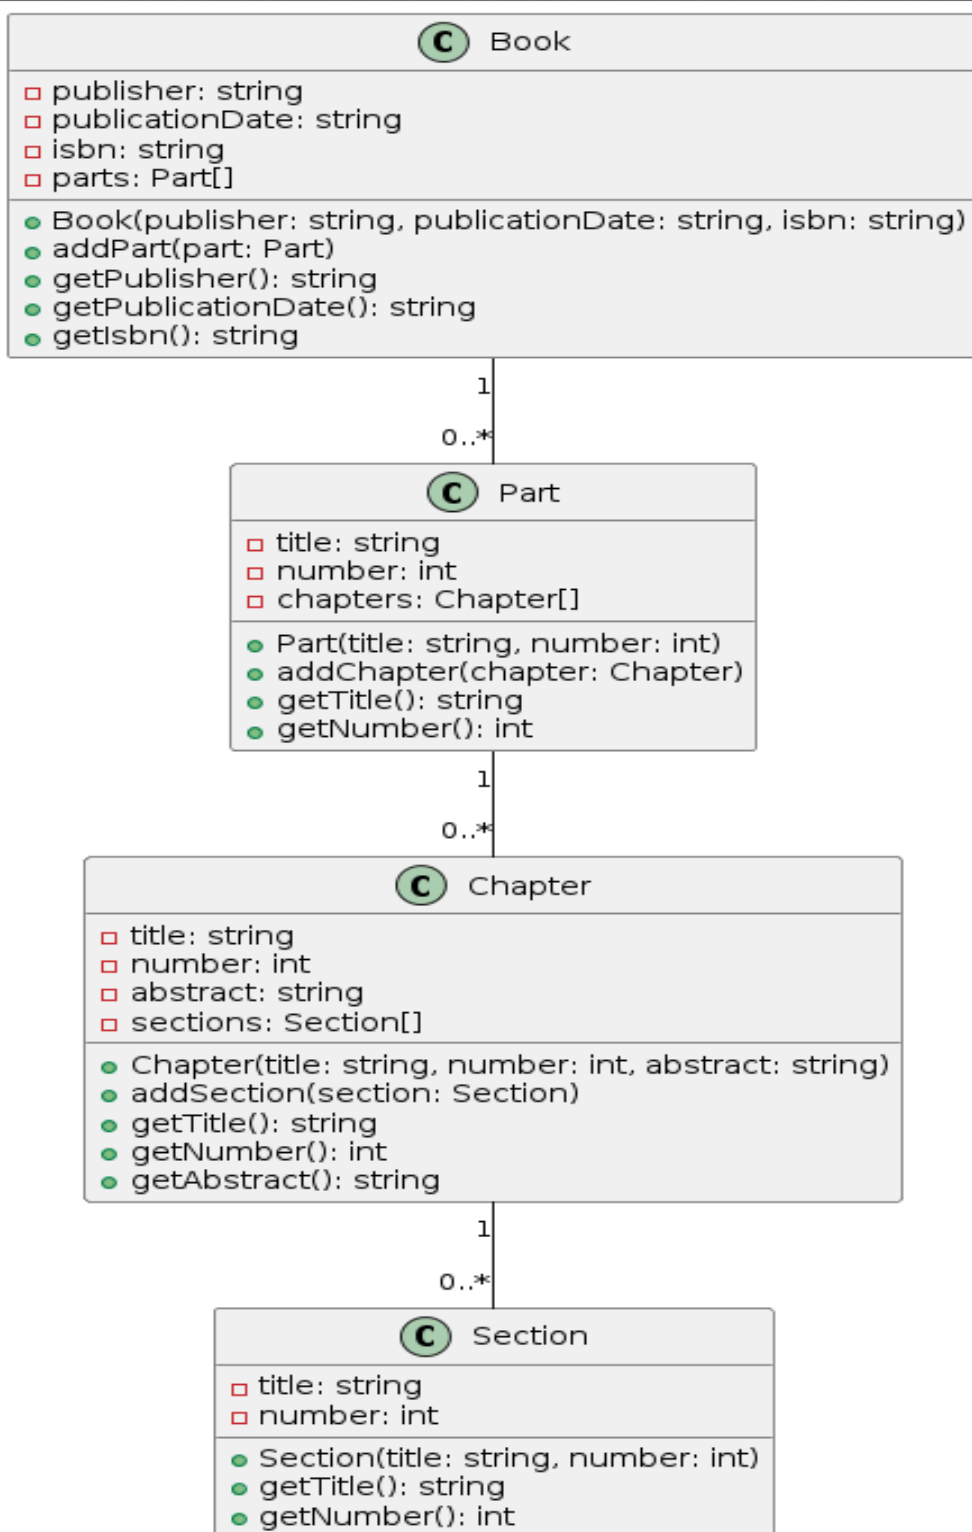 C Book
publisher: string
publicationDate: string
isbn: string
parts: Part[]
Book(publisher: string, publicationDate: string, isbn: string)
addPart(part: Part)
getPublisher(): string
getPublicationDate(): string
getIsbn(): string
1
0..*
C Part
title: string
number: int
chapters: Chapter[]
Part(title: string, number: int)
addChapter(chapter: Chapter)
getTitle(): string
getNumber(): int
1
0..*
C Chapter
title: string
number: int
abstract: string
sections: Section[]
Chapter(title: string, number: int, abstract: string)
addSection(section: Section)
getTitle(): string
getNumber(): int
getAbstract(): string
1
0..*
C Section
title: string
number: int
Section(title: string, number: int)
getTitle(): string
getNumber(): int